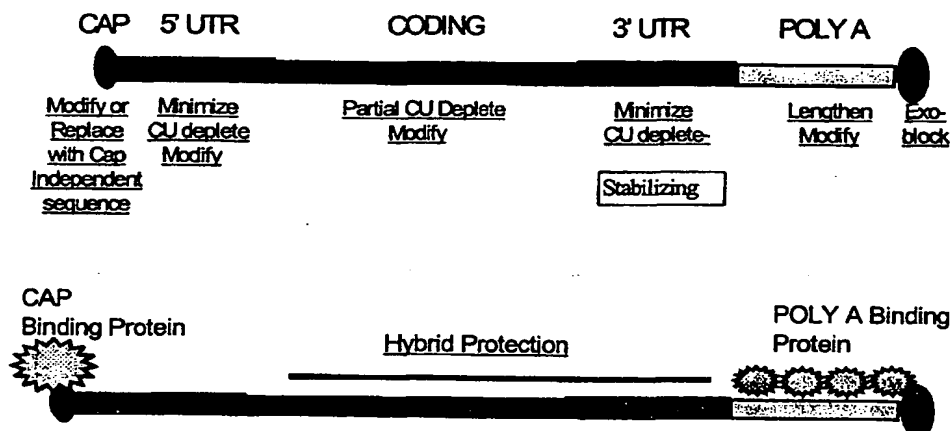 CAP 5' UTR CODING 3' UTR POLY A
Modify or
Replace
with Cap
Independent
sequence
Minimize
CU deplete
Modify
Partial CU Deplete
Modify
Minimize
CU deplete-
Stabilizing
Lengthen
Modify
Exo-
block
CAP
Binding Protein
Hybrid Protection
POLY A Binding
Protein